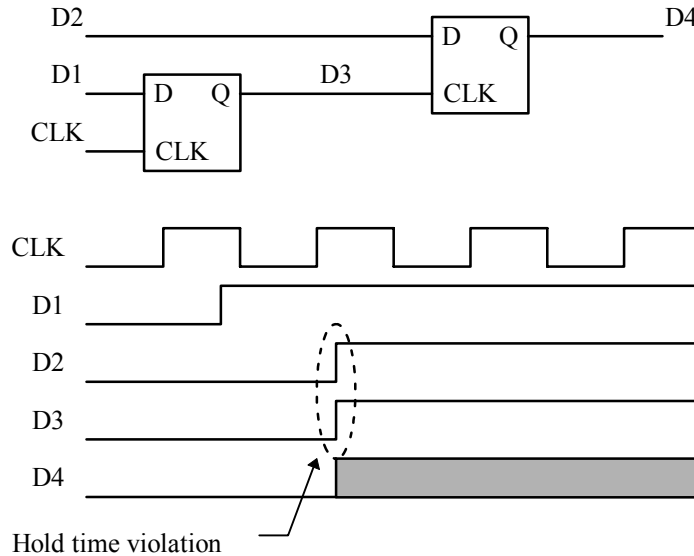 D2 D Q D4
D1 D Q D3 CLK
CLK CLK
CLK
D1
D2
D3
D4
Hold time violation